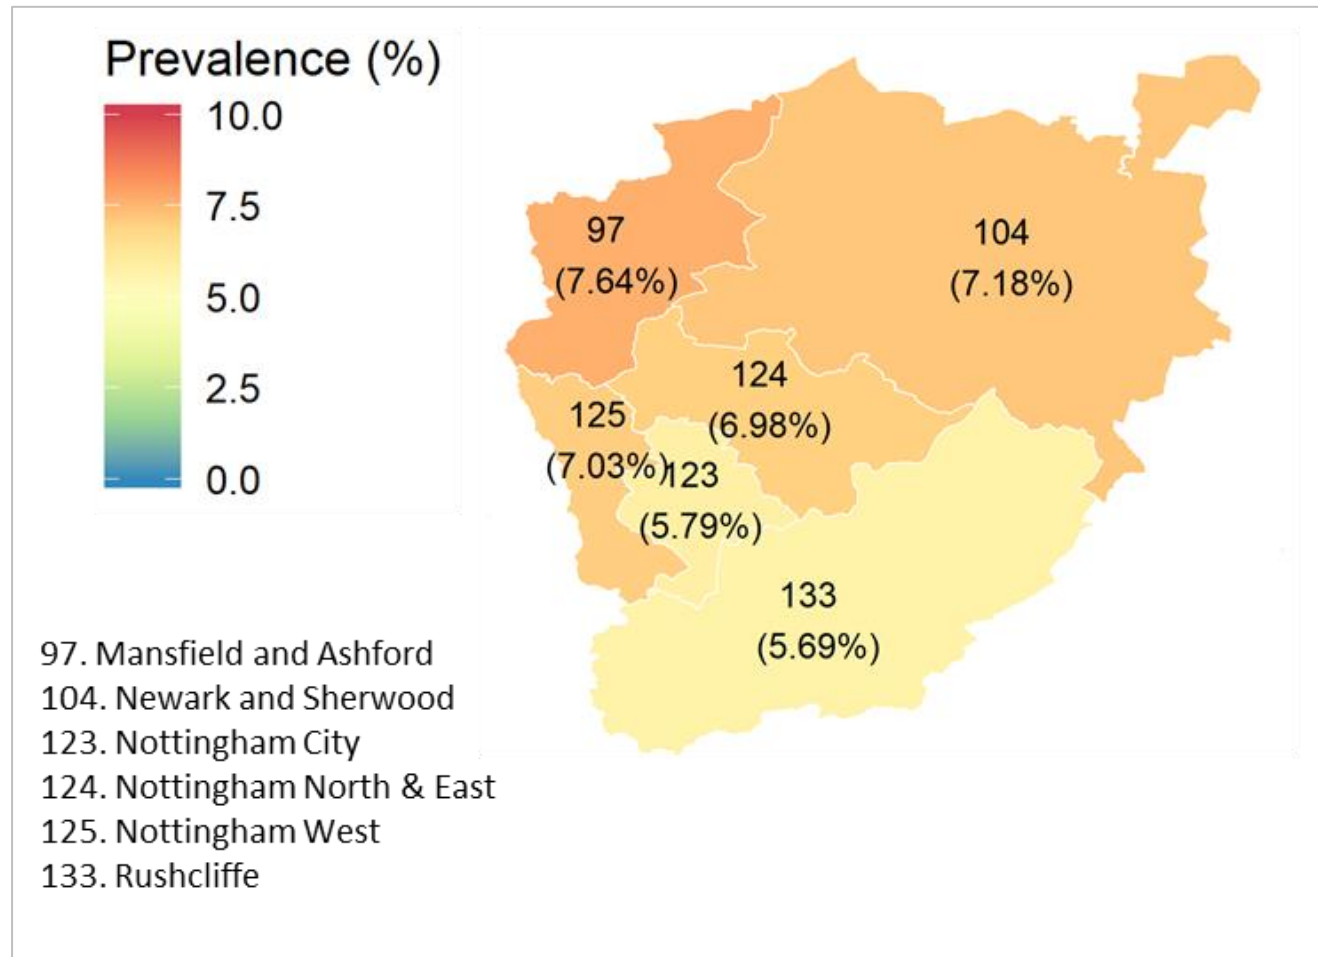 Prevalence (%)
10.0
7.5
5.0
2.5
0.0
97
(7.64%)
104
(7.18%)
124
(6.98%)
125
(7.03%)
123
(5.79%)
133
(5.69%)
97. Mansfield and Ashford
104. Newark and Sherwood
123. Nottingham City
124. Nottingham North & East
125. Nottingham West
133. Rushcliffe